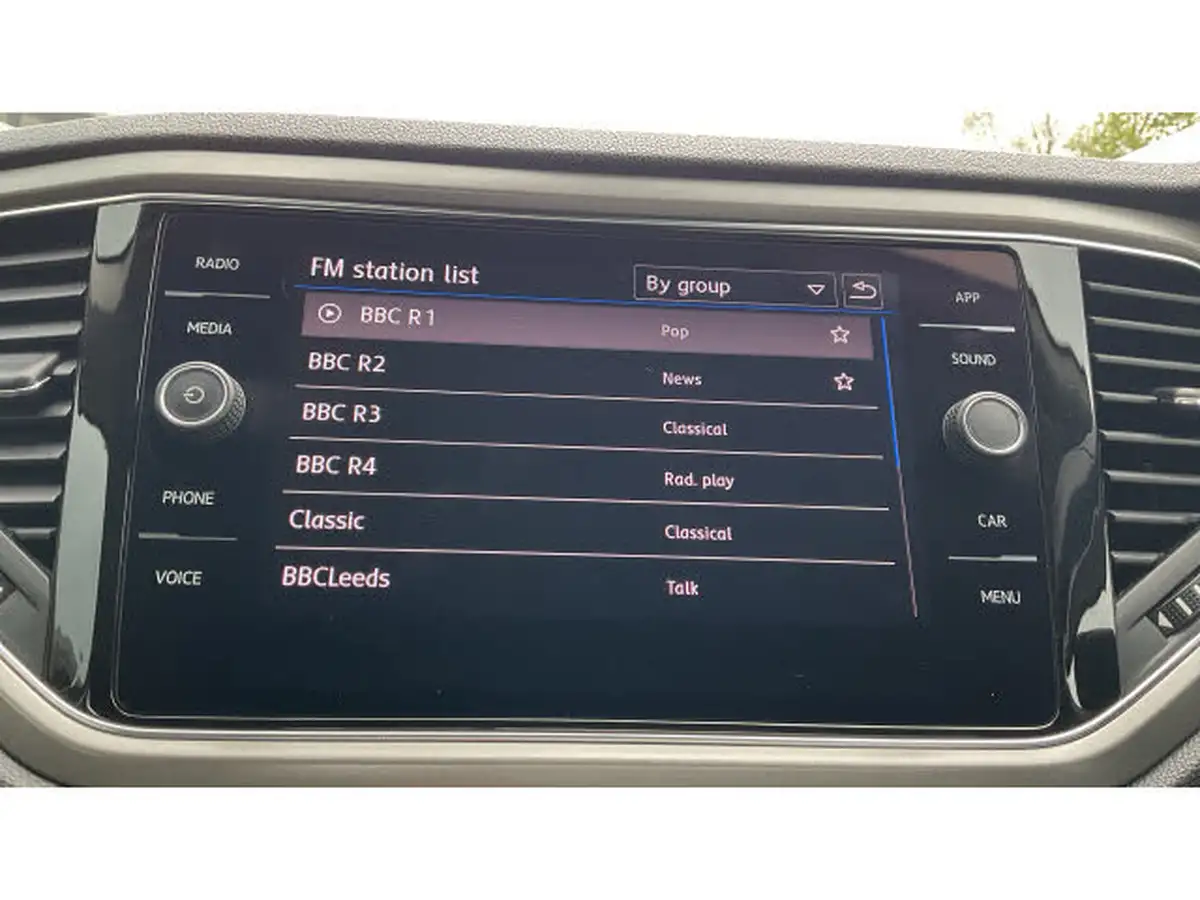 RADIO
MEDIA
PHONE
VOICE
FM station list
By group
BBC R1 Pop
BBC R2 News
BBC R3 Classical
BBC R4 Rad. play
Classic Classical
BBCLeeds Talk
APP
SOUND
CAR
MENU